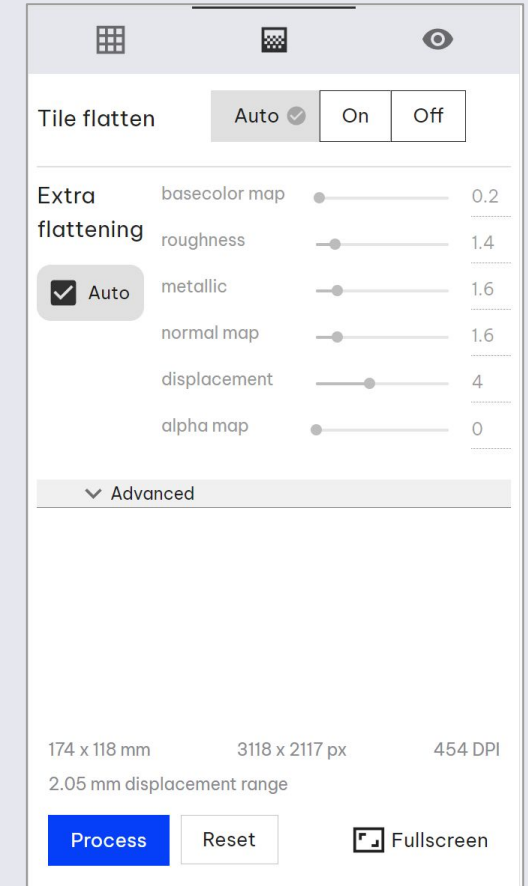 Tile flatten Auto On Off
Extra flattening
Auto
basecolor map 0.2
roughness 1.4
metallic 1.6
normal map 1.6
displacement 4
alpha map 0
Advanced
174 x 118 mm 3118 x 2117 px 454 DPI
2.05 mm displacement range
Process Reset Fullscreen